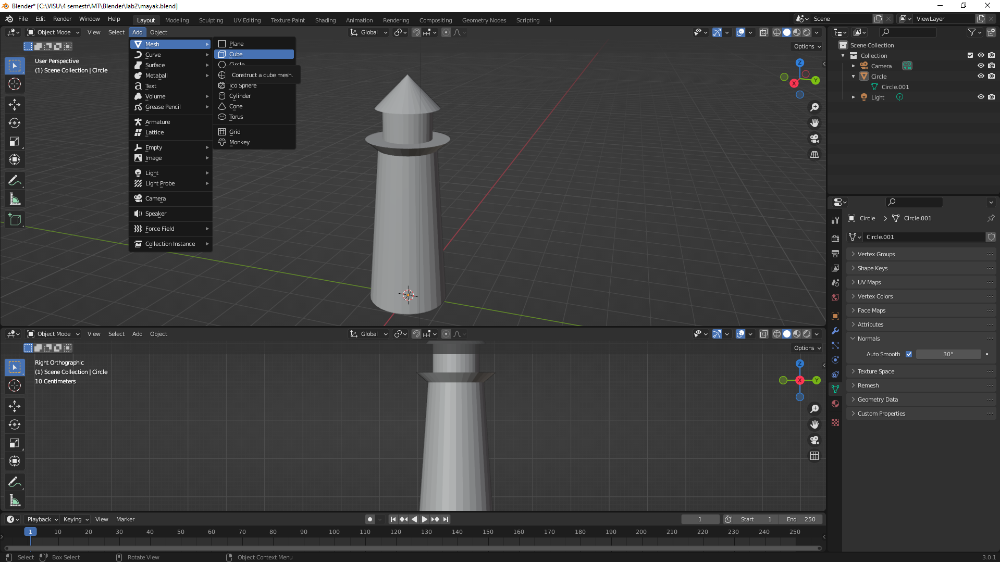 Blender* [C:\VISU\4 semestr\MT\Blender\lab2\mayak.blend]
File Edit Render Window Help Layout Modeling Sculpting UV Editing Texture Paint Shading Animation Rendering Compositing Geometry Nodes Scripting + Scene ViewLayer
Object Mode View Select Add Object Global
Options
User Perspective
(1) Scene Collection | Circle
Mesh
Curve
Surface
Metaball
Text
Volume
Grease Pencil
Armature
Lattice
Empty
Image
Light
Light Probe
Camera
Speaker
Force Field
Collection Instance
Plane
Cube
Circle
Construct a cube mesh.
Ico Sphere
Cylinder
Cone
Torus
Grid
Monkey
Z
X
Y
Scene Collection
Collection
Camera
Circle
Circle.001
Light
Circle Circle.001
Circle.001
Vertex Groups
Shape Keys
UV Maps
Vertex Colors
Face Maps
Attributes
Normals
Auto Smooth 30°
Texture Space
Remesh
Geometry Data
Custom Properties
Object Mode View Select Add Object Global
Options
Right Orthographic
(1) Scene Collection | Circle
10 Centimeters
Z
X Y
Playback Keying View Marker 1 Start 1 End 250
1 10 20 30 40 50 60 70 80 90 100 110 120 130 140 150 160 170 180 190 200 210 220 230 240 250
Select Box Select Rotate View Object Context Menu 3.0.1